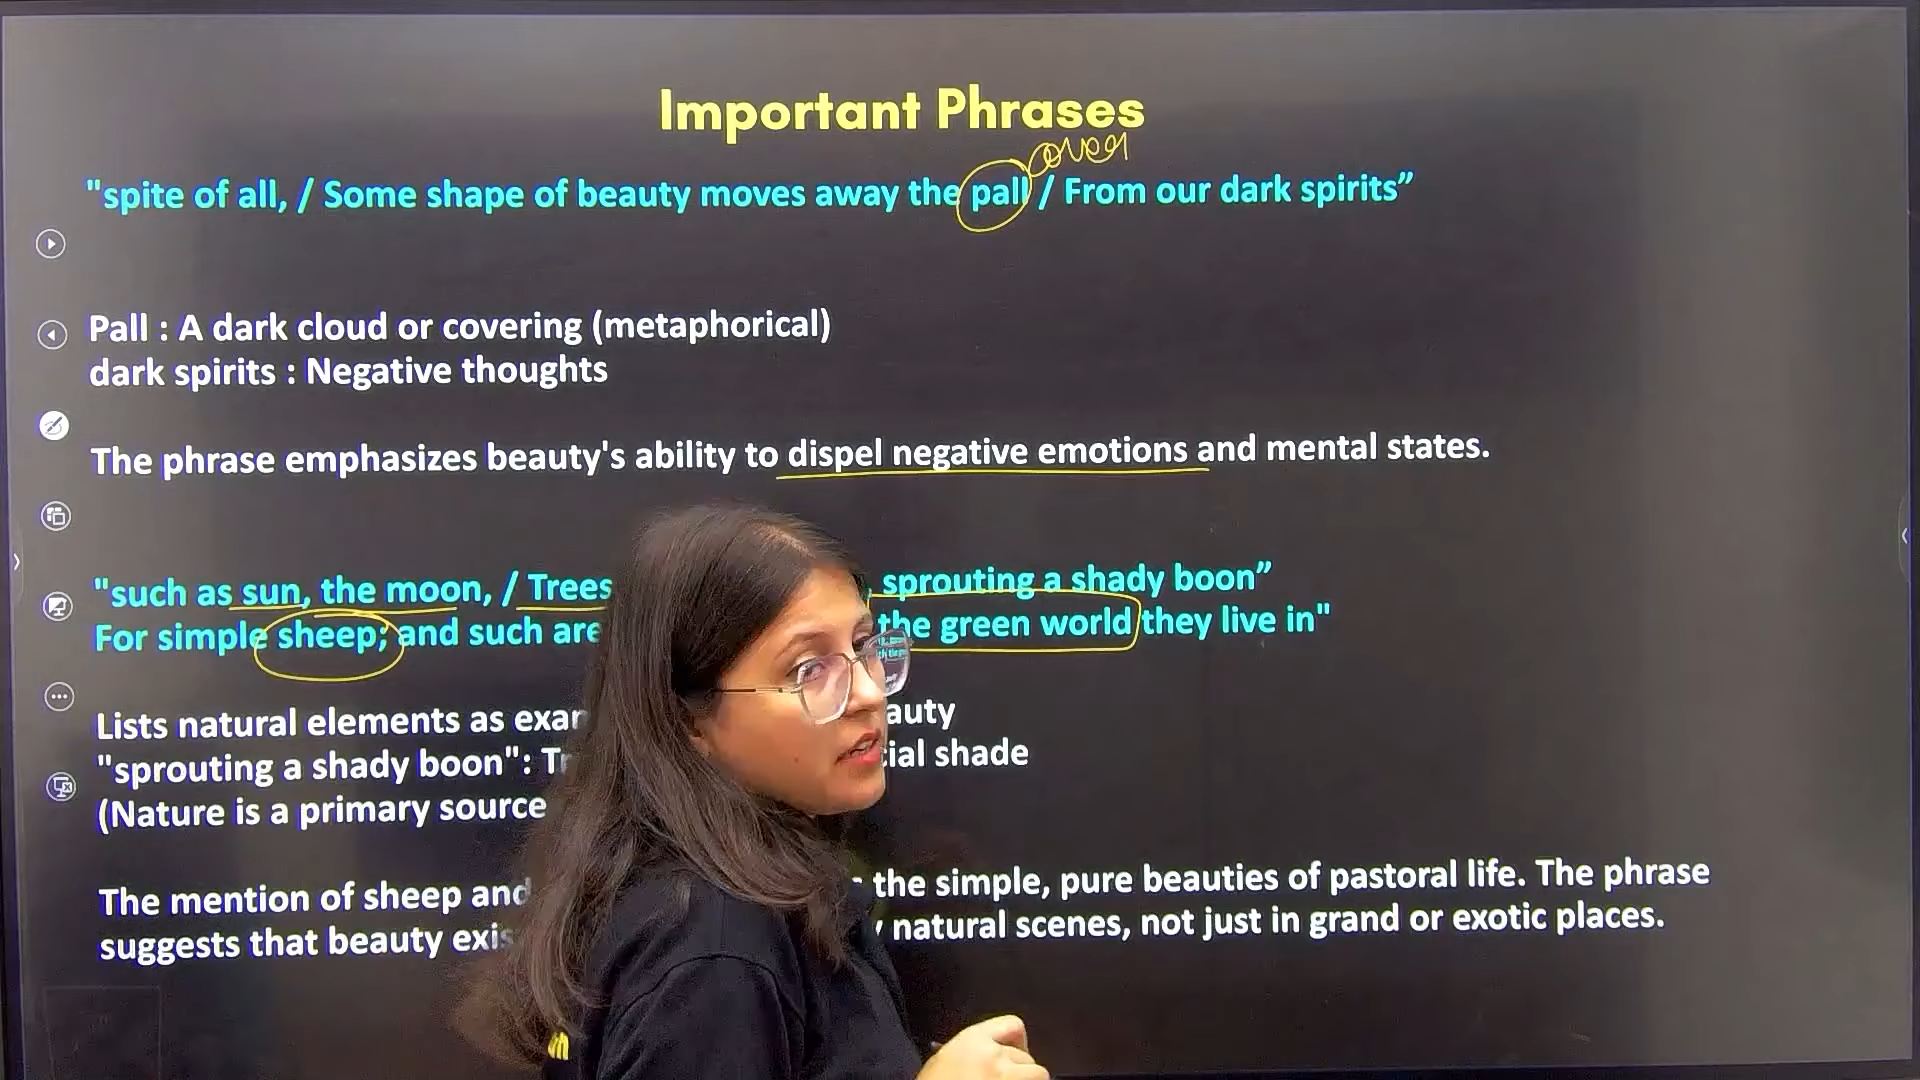 Important Phrases
over
"spite of all, / Some shape of beauty moves away the pall / From our dark spirits”
Pall : A dark cloud or covering (metaphorical)
dark spirits : Negative thoughts
The phrase emphasizes beauty's ability to dispel negative emotions and mental states.
"such as sun, the moon, / Trees , sprouting a shady boon”
For simple sheep; and such are the green world they live in"
Lists natural elements as
"sprouting a shady boon": shade
(Nature is a primary source
The mention of sheep and the simple, pure beauties of pastoral life. The phrase
suggests that beauty natural scenes, not just in grand or exotic places.